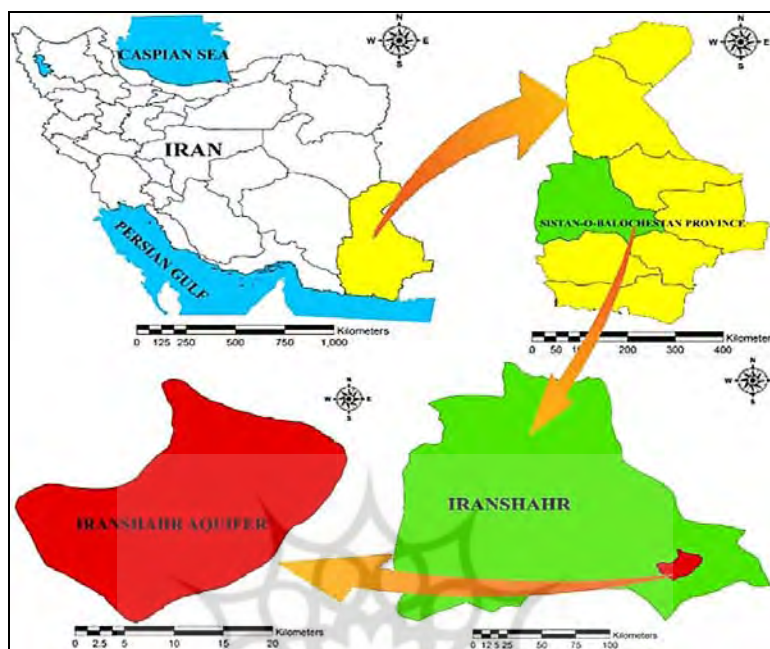 N
W E
S
CASPIAN SEA
IRAN
PERSIAN GULF
Kilometers
0 125 250 500 750 1,000
N
W E
S
SISTAN-O-BALOCHESTAN PROVINCE
Kilometers
0 50 200 300 400
N
W E
S
IRANSHAHR AQUIFER
Kilometers
0 2.5 5 10 15 20
N
W E
S
IRANSHAHR
Kilometers
0 12.5 25 50 75 100